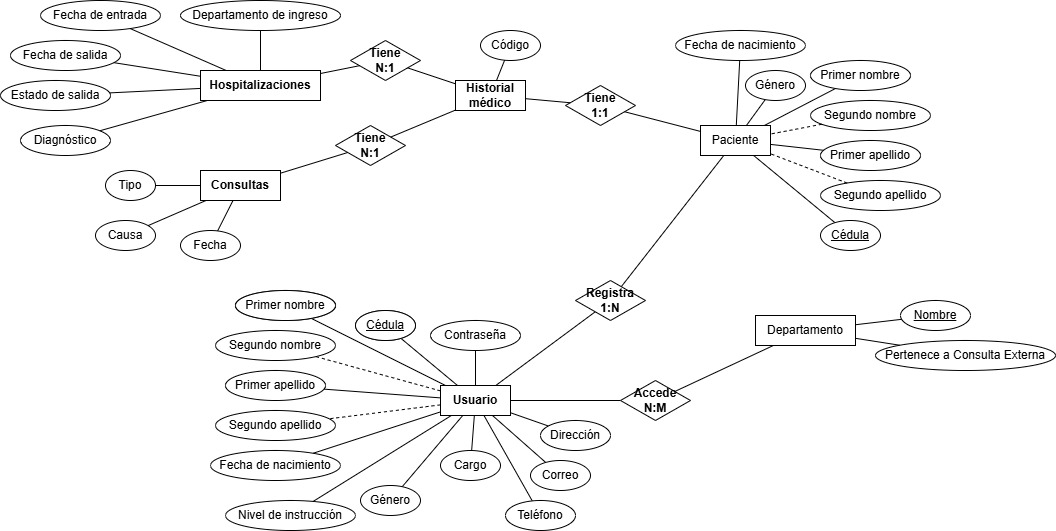 Fecha de entrada
Departamento de ingreso
Fecha de salida
Estado de salida
Diagnóstico
Hospitalizaciones
Tiene
N:1
Código
Historial
médico
Tiene
N:1
Tiene
1:1
Consultas
Tipo
Causa
Fecha
Fecha de nacimiento
Género
Primer nombre
Segundo nombre
Primer apellido
Segundo apellido
Cédula
Paciente
Registra
1:N
Primer nombre
Cédula
Contraseña
Segundo nombre
Primer apellido
Segundo apellido
Fecha de nacimiento
Nivel de instrucción
Género
Cargo
Teléfono
Correo
Dirección
Usuario
Accede
N:M
Departamento
Nombre
Pertenece a Consulta Externa